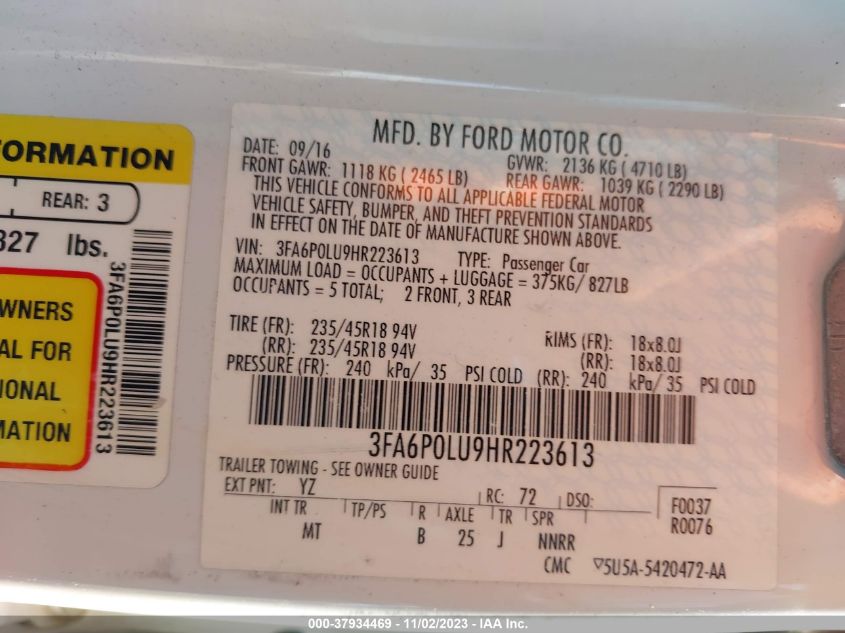 FORMATION
REAR: 3
827 lbs.
WNERS
AL FOR
IONAL
MATION
3FA6P0LU9HR223613
MFD. BY FORD MOTOR CO.
DATE: 09/16 GVWR: 2136 KG ( 4710 LB)
FRONT GAWR: 1118 KG ( 2465 LB) REAR GAWR: 1039 KG ( 2290 LB)
THIS VEHICLE CONFORMS TO ALL APPLICABLE FEDERAL MOTOR
VEHICLE SAFETY, BUMPER, AND THEFT PREVENTION STANDARDS
IN EFFECT ON THE DATE OF MANUFACTURE SHOWN ABOVE.
VIN: 3FA6P0LU9HR223613 TYPE: Passenger Car
MAXIMUM LOAD = OCCUPANTS + LUGGAGE = 375KG/ 827LB
OCCUPANTS = 5 TOTAL; 2 FRONT, 3 REAR
TIRE (FR): 235/45R18 94V RIMS (FR): 18x8.0J
(RR): 235/45R18 94V (RR): 18x8.0J
PRESSURE (FR): 240 kPa/ 35 PSI COLD (RR): 240 kPa/ 35 PSI COLD
3FA6P0LU9HR223613
TRAILER TOWING - SEE OWNER GUIDE
EXT PNT: YZ RC: 72 DSO: F0037
R0076
INT TR TP/PS R AXLE TR SPR
MT B 25 J NNRR
CMC ▽5U5A-5420472-AA
000-37934469 - 11/02/2023 - IAA Inc.